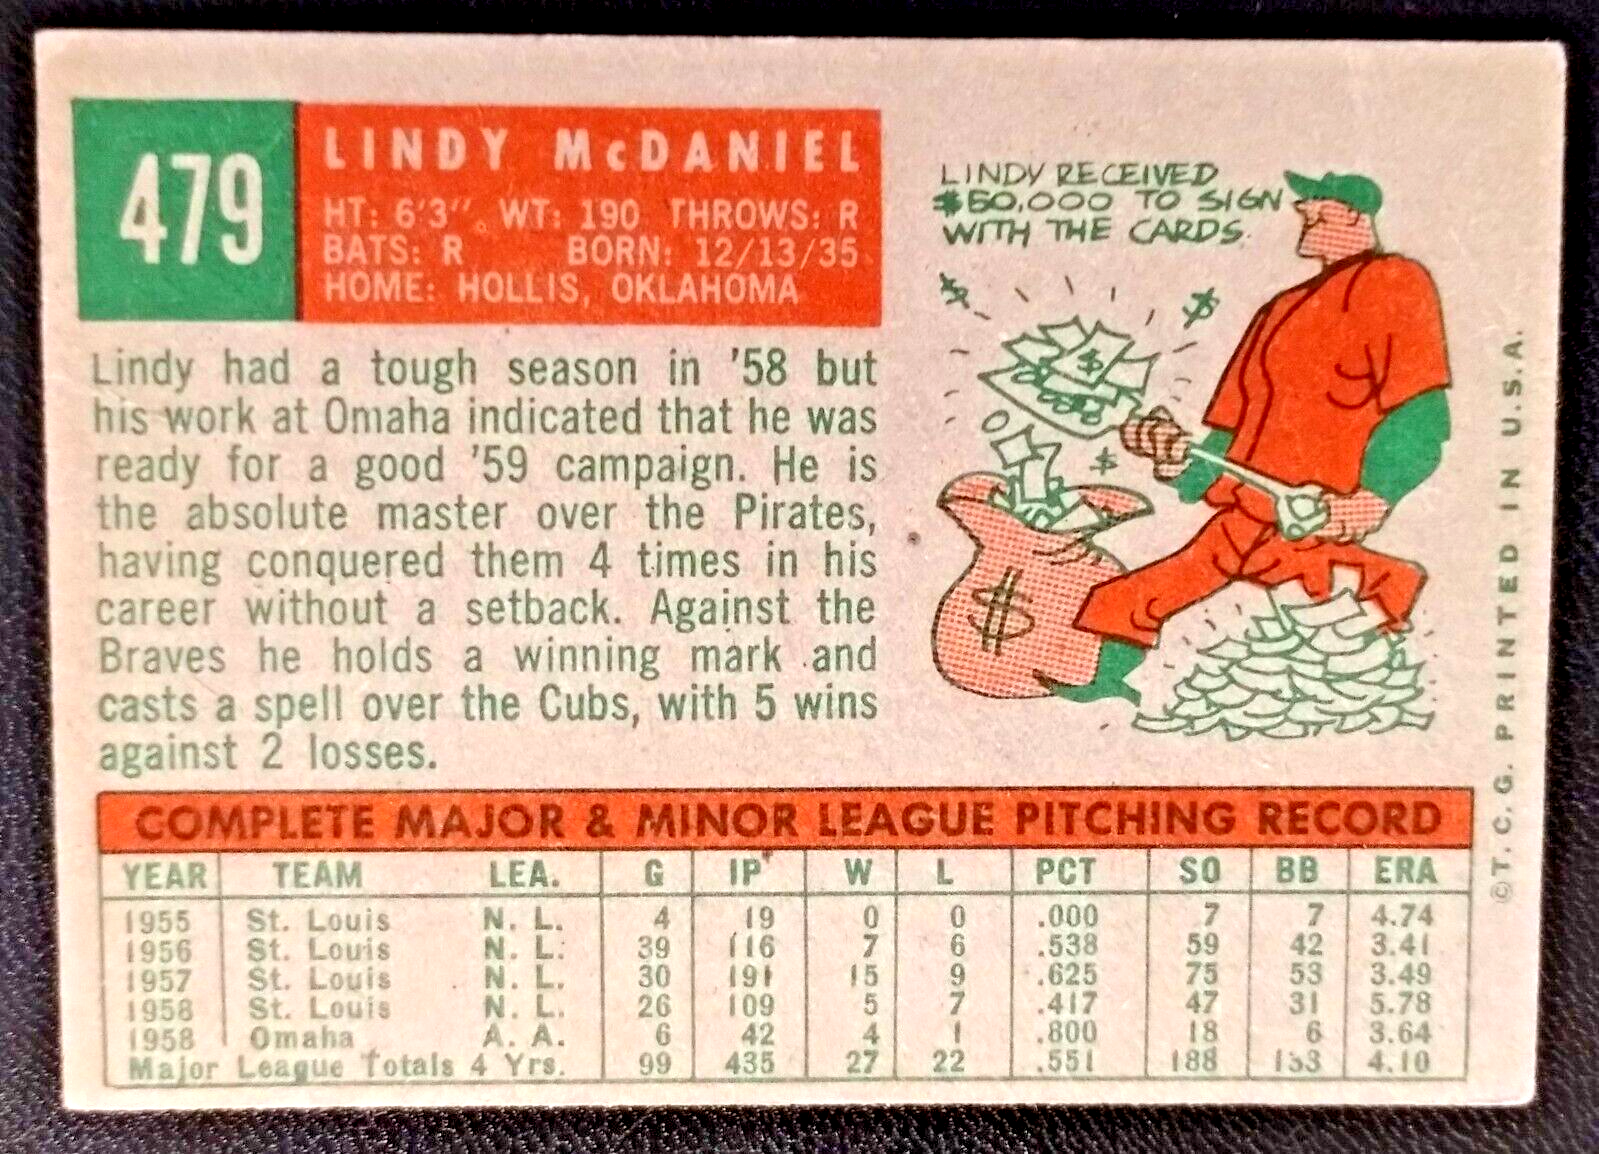 479
LINDY McDANIEL
HT: 6'3". WT: 190 THROWS: R
BATS: R BORN: 12/13/35
HOME: HOLLIS, OKLAHOMA
Lindy had a tough season in '58 but
his work at Omaha indicated that he was
ready for a good '59 campaign. He is
the absolute master over the Pirates,
having conquered them 4 times in his
career without a setback. Against the
Braves he holds a winning mark and
casts a spell over the Cubs, with 5 wins
against 2 losses.
LINDY RECEIVED
$50,000 TO SIGN
WITH THE CARDS.
$ $
$
$
$
COMPLETE MAJOR & MINOR LEAGUE PITCHING RECORD
YEAR TEAM LEA. G IP W L PCT SO BB ERA
1955 St. Louis N. L. 4 19 0 0 .000 7 7 4.74
1956 St. Louis N. L. 39 116 7 6 .538 59 42 3.41
1957 St. Louis N. L. 30 191 15 9 .625 75 53 3.49
1958 St. Louis N. L. 26 109 5 7 .417 47 31 5.78
1958 Omaha A. A. 6 42 4 1 .800 18 6 3.64
Major League Totals 4 Yrs. 99 435 27 22 .551 188 133 4.10
©T.C.G. PRINTED IN U.S.A.